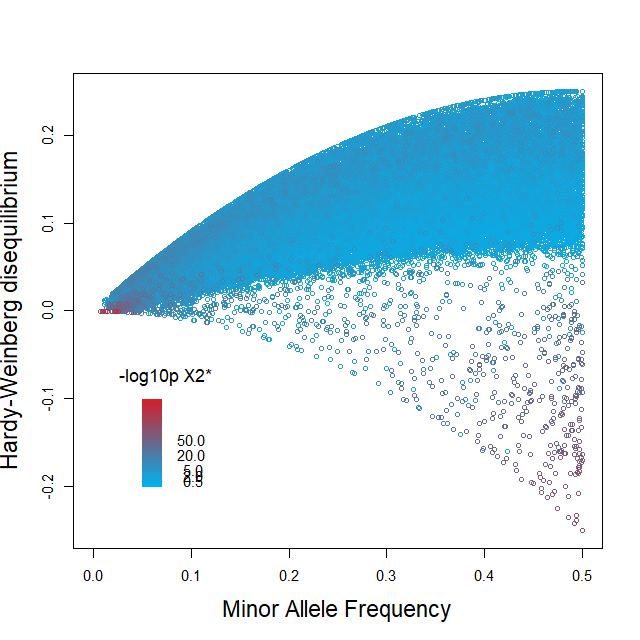 Hardy-Weinberg disequilibrium
0.2
0.1
0.0
-0.1
-0.2
-log10p X2*
50.0
20.0
5.0
0.5
0.0 0.1 0.2 0.3 0.4 0.5
Minor Allele Frequency